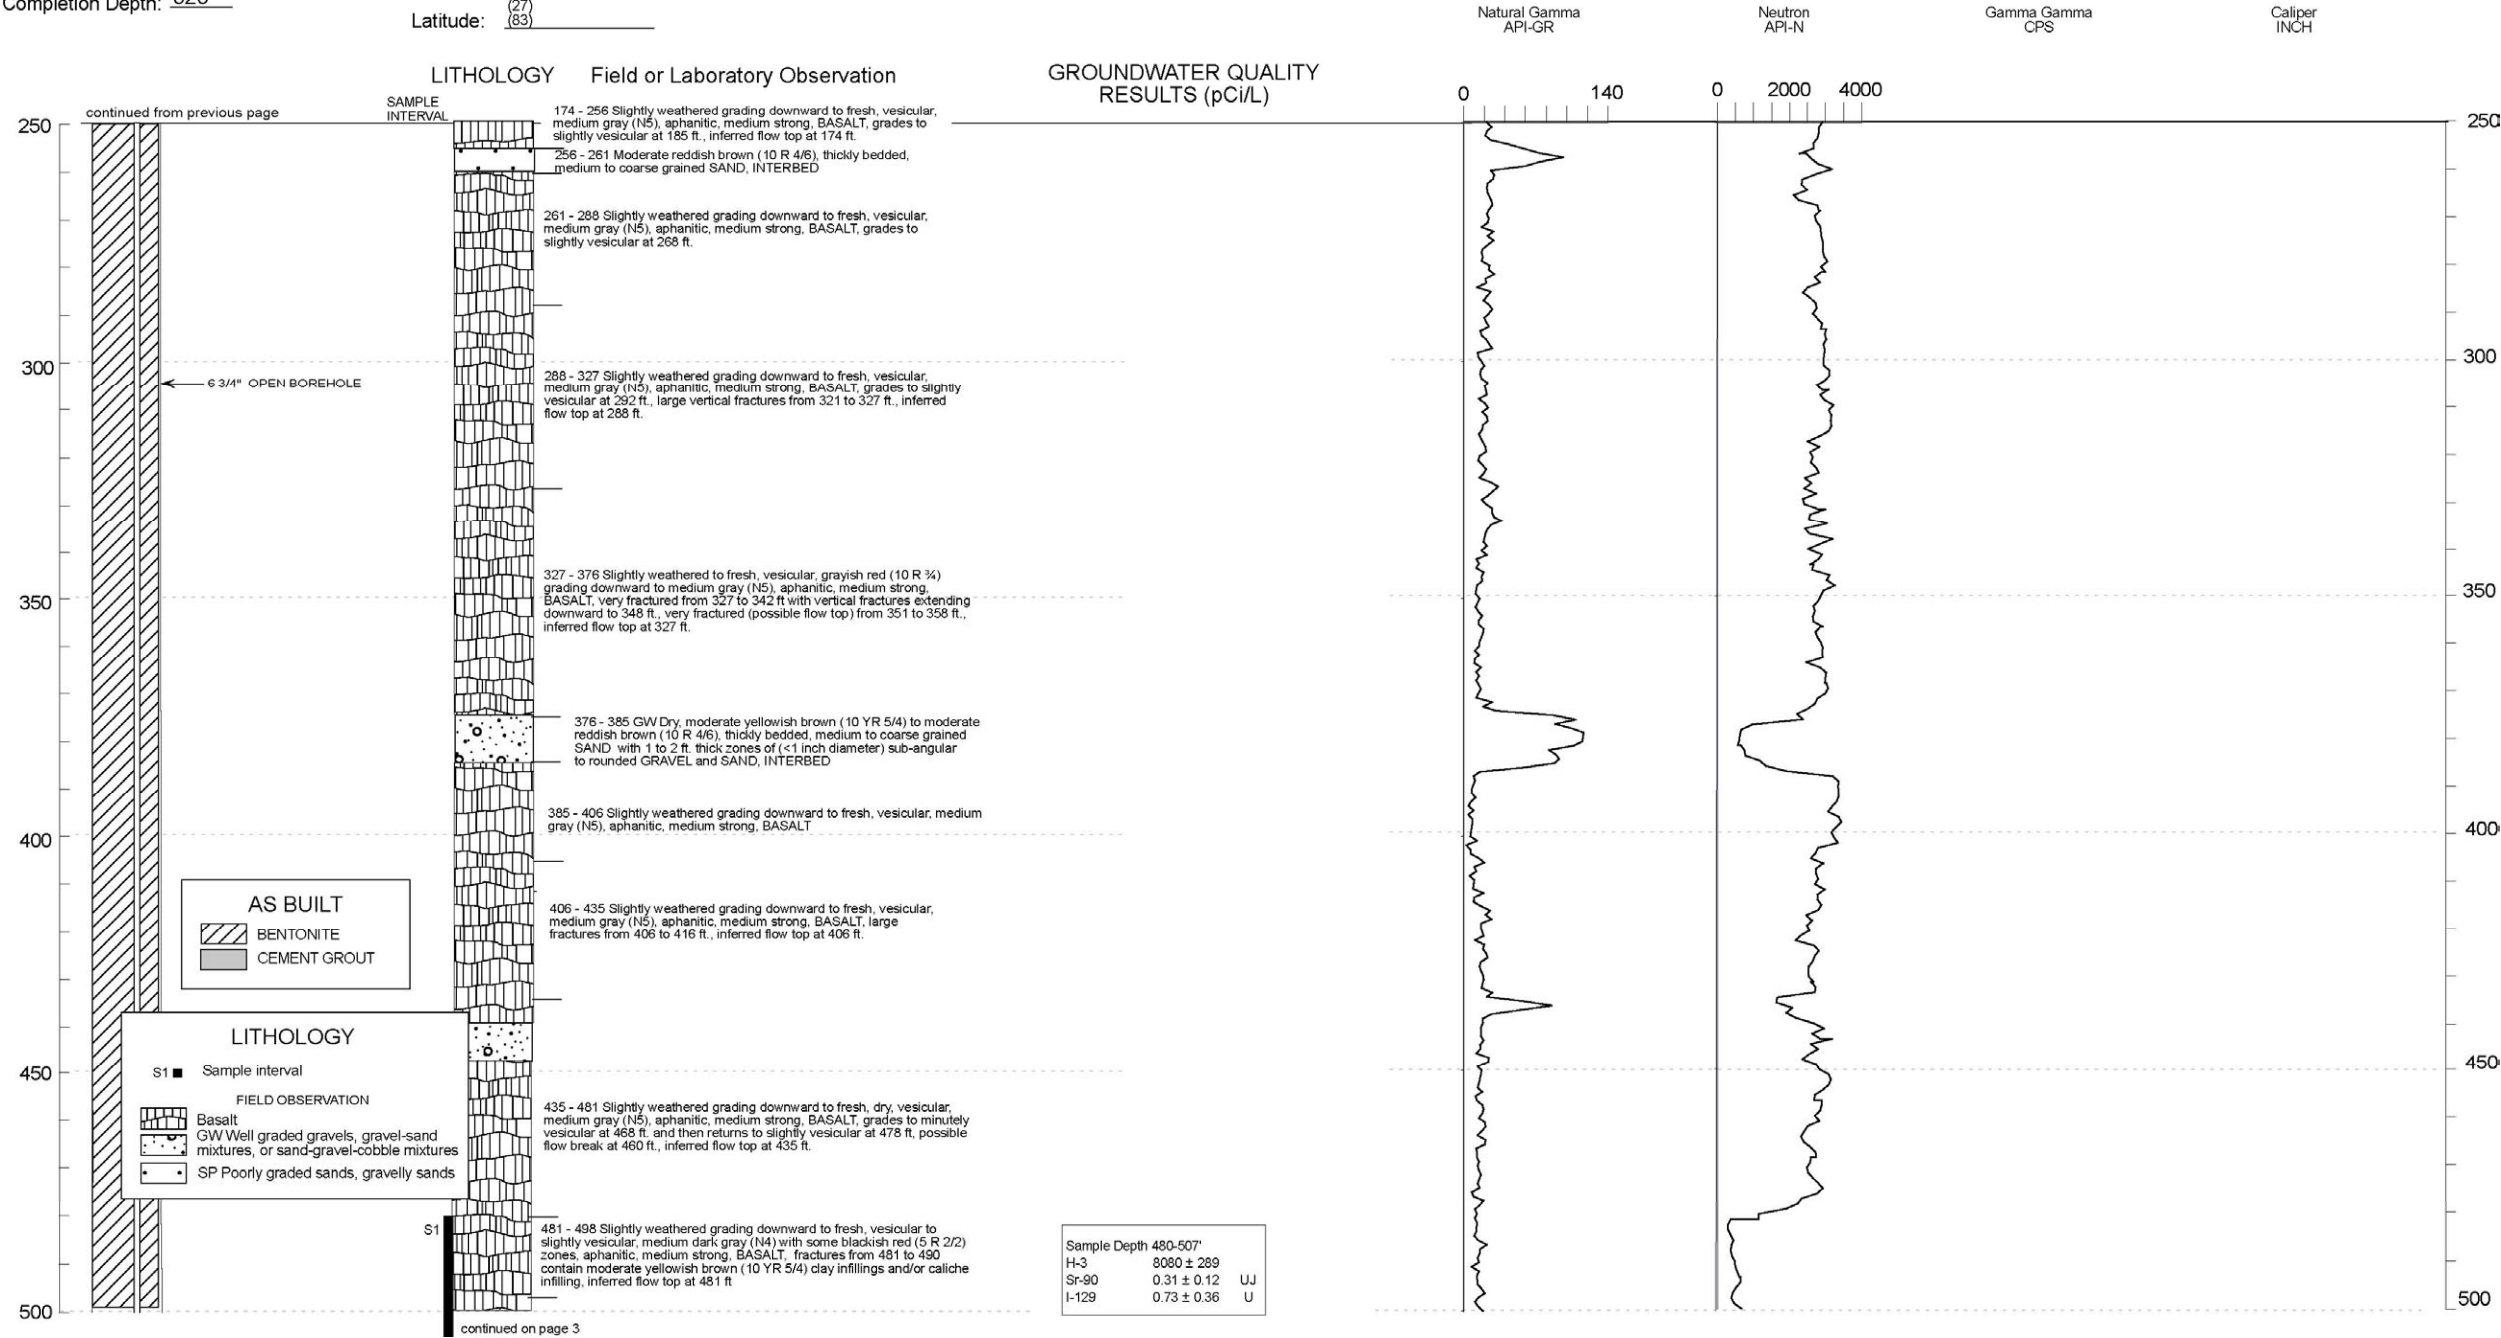 Completion Depth:
Latitude: (27)
(83)
Natural Gamma
API-GR
Neutron
API-N
Gamma Gamma
CPS
Caliper
INCH
LITHOLOGY Field or Laboratory Observation
GROUNDWATER QUALITY
RESULTS (pCi/L)
0 140
0 2000 4000
continued from previous page
SAMPLE
INTERVAL
174 - 256 Slightly weathered grading downward to fresh, vesicular,
medium gray (N5), aphanitic, medium strong, BASALT, grades to
slightly vesicular at 185 ft., inferred flow top at 174 ft.
250
250
256 - 261 Moderate reddish brown (10 R 4/6), thickly bedded,
medium to coarse grained SAND, INTERBED
261 - 288 Slightly weathered grading downward to fresh, vesicular,
medium gray (N5), aphanitic, medium strong, BASALT, grades to
slightly vesicular at 268 ft.
300
300
6 3/4" OPEN BOREHOLE
288 - 327 Slightly weathered grading downward to fresh, vesicular,
medium gray (N5), aphanitic, medium strong, BASALT, grades to slightly
vesicular at 292 ft., large vertical fractures from 321 to 327 ft., inferred
flow top at 288 ft.
327 - 376 Slightly weathered to fresh, vesicular, grayish red (10 R ¾)
grading downward to medium gray (N5), aphanitic, medium strong,
BASALT, very fractured from 327 to 342 ft with vertical fractures extending
downward to 348 ft., very fractured (possible flow top) from 351 to 358 ft.,
inferred flow top at 327 ft.
350
350
376 - 385 GW Dry, moderate yellowish brown (10 YR 5/4) to moderate
reddish brown (10 R 4/6), thickly bedded, medium to coarse grained
SAND with 1 to 2 ft. thick zones of (<1 inch diameter) sub-angular
to rounded GRAVEL and SAND, INTERBED
385 - 406 Slightly weathered grading downward to fresh, vesicular, medium
gray (N5), aphanitic, medium strong, BASALT
400
400
AS BUILT
BENTONITE
CEMENT GROUT
406 - 435 Slightly weathered grading downward to fresh, vesicular,
medium gray (N5), aphanitic, medium strong, BASALT, large
fractures from 406 to 416 ft., inferred flow top at 406 ft.
LITHOLOGY
S1 Sample interval
FIELD OBSERVATION
Basalt
GW Well graded gravels, gravel-sand
mixtures, or sand-gravel-cobble mixtures
SP Poorly graded sands, gravelly sands
450
450
435 - 481 Slightly weathered grading downward to fresh, dry, vesicular,
medium gray (N5), aphanitic, medium strong, BASALT, grades to minutely
vesicular at 468 ft. and then returns to slightly vesicular at 478 ft, possible
flow break at 460 ft., inferred flow top at 435 ft.
S1
481 - 498 Slightly weathered grading downward to fresh, vesicular to
slightly vesicular, medium dark gray (N4) with some blackish red (5 R 2/2)
zones, aphanitic, medium strong, BASALT, fractures from 481 to 490
contain moderate yellowish brown (10 YR 5/4) clay infillings and/or caliche
infilling, inferred flow top at 481 ft
Sample Depth 480-507'
H-3 8080 ± 289
Sr-90 0.31 ± 0.12 UJ
I-129 0.73 ± 0.36 U
500
500
continued on page 3